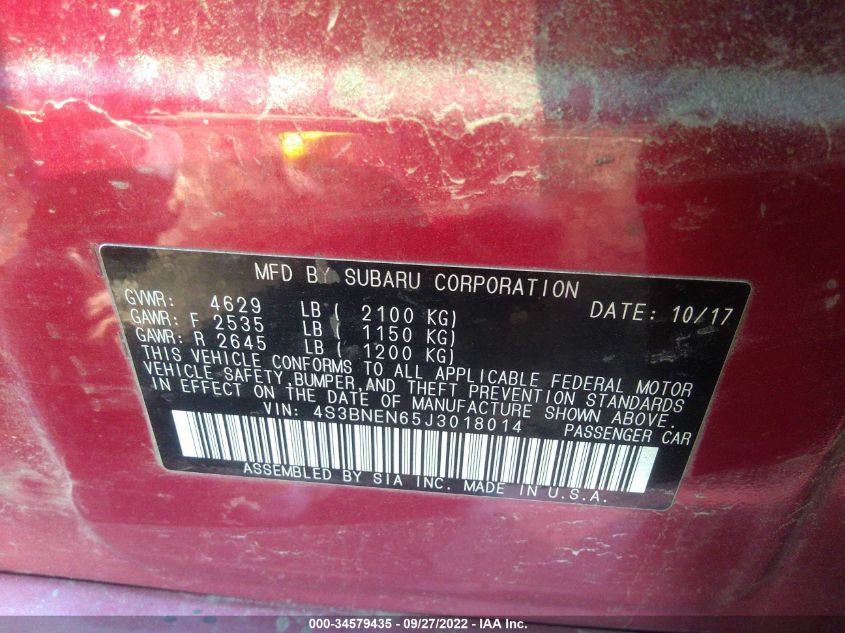 MFD BY SUBARU CORPORATION
GVWR: 4629 LB ( 2100 KG) DATE: 10/17
GAWR: F 2535 LB ( 1150 KG)
GAWR: R 2645 LB ( 1200 KG)
THIS VEHICLE CONFORMS TO ALL APPLICABLE FEDERAL MOTOR
VEHICLE SAFETY,BUMPER,AND THEFT PREVENTION STANDARDS
IN EFFECT ON THE DATE OF MANUFACTURE SHOWN ABOVE.
VIN: 4S3BNEN65J3018014 PASSENGER CAR
ASSEMBLED BY SIA INC. MADE IN U.S.A.
000-34579435 — 09/27/2022 — IAA Inc.